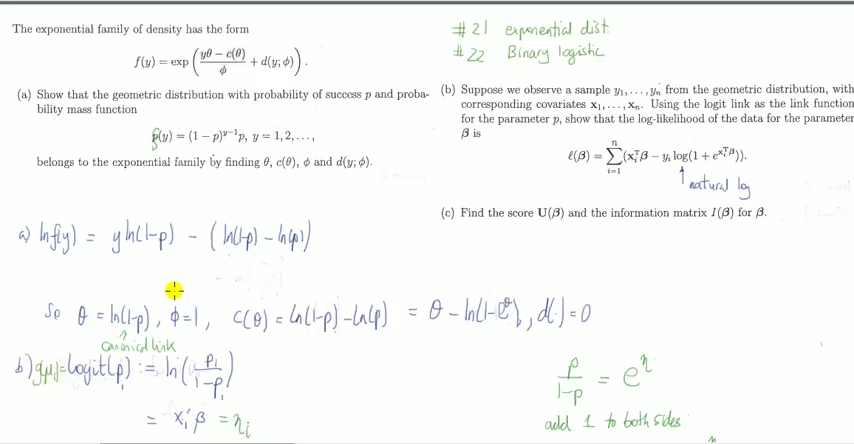 The exponential family of density has the form
f(y) = exp( (yθ − c(θ))/φ + d(y; φ) ).
(a) Show that the geometric distribution with probability of success p and proba-
bility mass function
p(y) = (1 − p)^{y−1}p, y = 1, 2, . . . ,
belongs to the exponential family by finding θ, c(θ), φ and d(y; φ).
# 21 exponential dist.
# 22 Binary logistic
(b) Suppose we observe a sample y₁, . . . , yₙ from the geometric distribution, with
corresponding covariates x₁, . . . , xₙ. Using the logit link as the link function
for the parameter p, show that the log-likelihood of the data for the parameter
β is
ℓ(β) = ∑_{i=1}^{n} (xᵢᵀβ − yᵢ log(1 + e^{xᵢᵀβ})).
↑ natural log
(c) Find the score U(β) and the information matrix I(β) for β.
a) ln f(y) = y ln(1-p) − ( ln(1-p) − ln(p) )
So θ = ln(1-p), φ=1, c(θ) = ln(1-p) − ln(p) = θ − ln(1-e^θ), d( ) = 0
canonical link
b) g(μᵢ) = logit(pᵢ) := ln( pᵢ/(1-pᵢ) )
= xᵢ'β = ηᵢ
p/(1-p) = e^η
add 1 to both sides